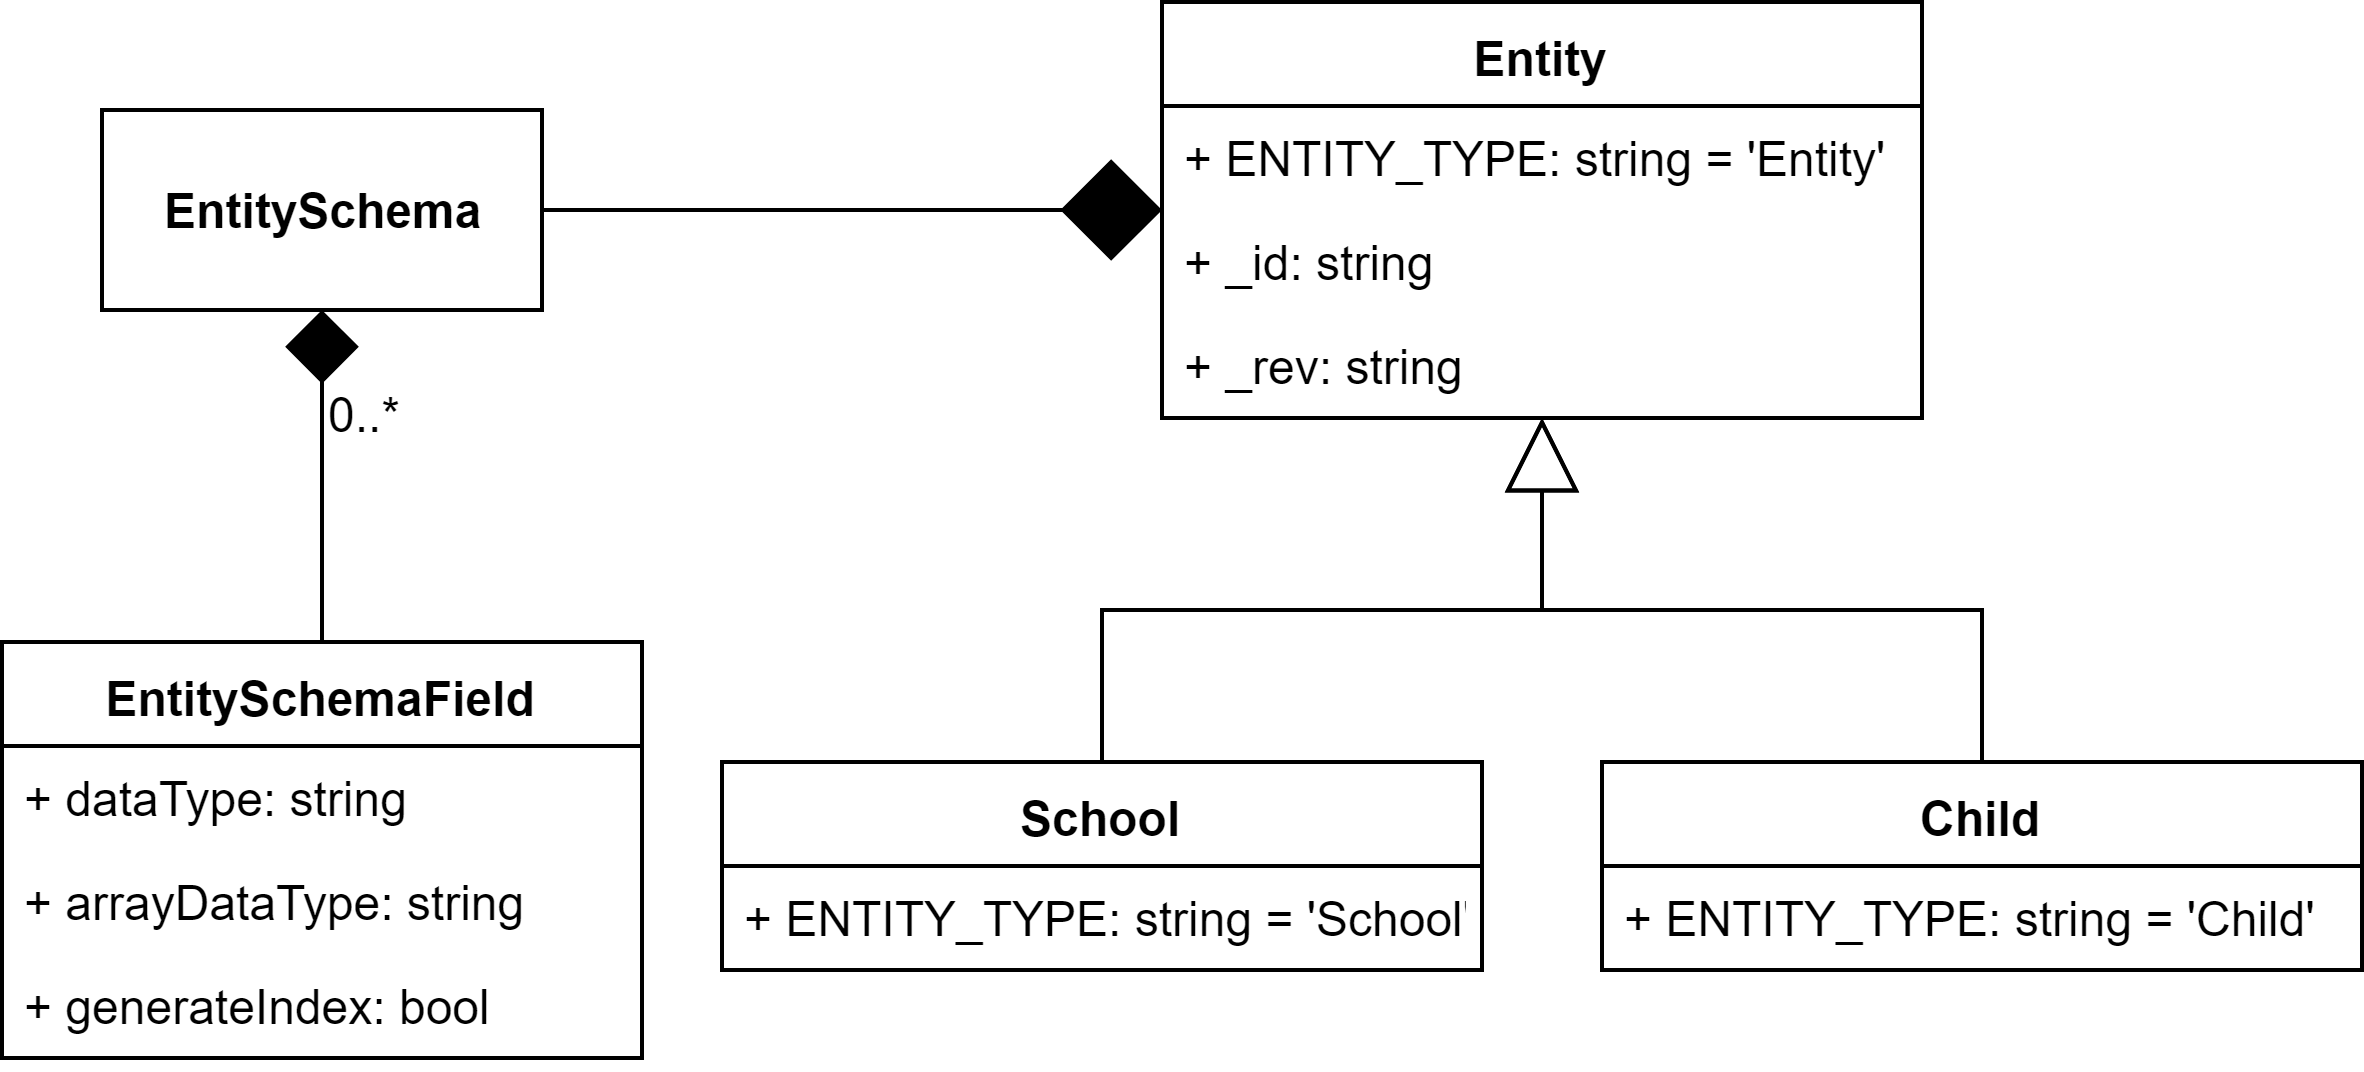 Entity
+ ENTITY_TYPE: string = 'Entity'
+ _id: string
+ _rev: string
EntitySchema
0..*
EntitySchemaField
+ dataType: string
+ arrayDataType: string
+ generateIndex: bool
School
+ ENTITY_TYPE: string = 'School'
Child
+ ENTITY_TYPE: string = 'Child'